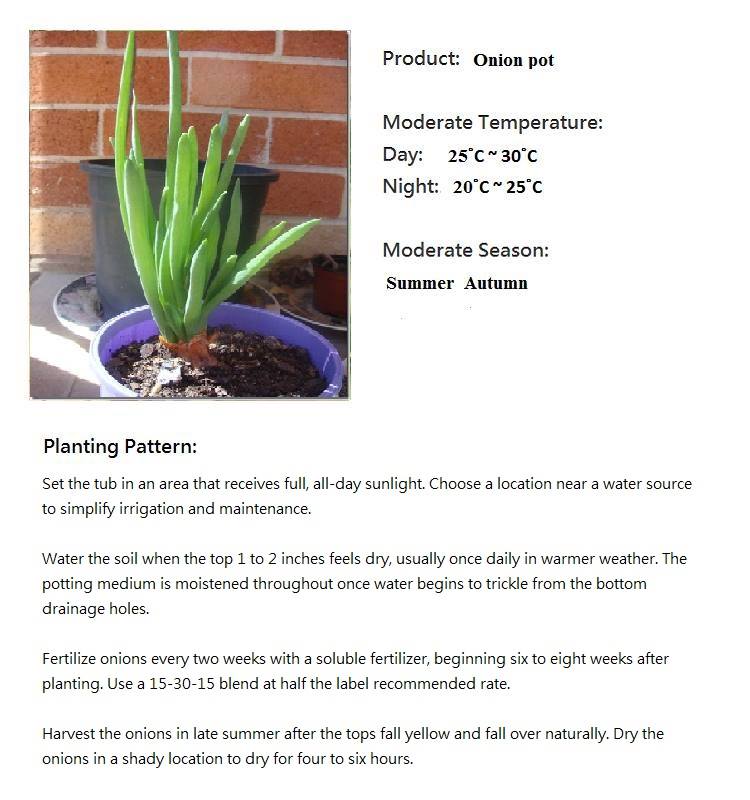 Product: Onion pot
Moderate Temperature:
Day: 25°C ~ 30°C
Night: 20°C ~ 25°C
Moderate Season:
Summer Autumn
Planting Pattern:
Set the tub in an area that receives full, all-day sunlight. Choose a location near a water source
to simplify irrigation and maintenance.
Water the soil when the top 1 to 2 inches feels dry, usually once daily in warmer weather. The
potting medium is moistened throughout once water begins to trickle from the bottom
drainage holes.
Fertilize onions every two weeks with a soluble fertilizer, beginning six to eight weeks after
planting. Use a 15-30-15 blend at half the label recommended rate.
Harvest the onions in late summer after the tops fall yellow and fall over naturally. Dry the
onions in a shady location to dry for four to six hours.